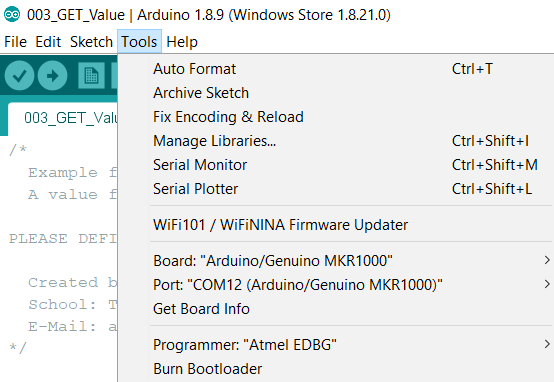 003_GET_Value | Arduino 1.8.9 (Windows Store 1.8.21.0)
File Edit Sketch Tools Help
Auto Format Ctrl+T
Archive Sketch
003_GET_Valu
Fix Encoding & Reload
/*
Manage Libraries... Ctrl+Shift+I
Example f
Serial Monitor Ctrl+Shift+M
A value f
Serial Plotter Ctrl+Shift+L
WiFi101 / WiFiNINA Firmware Updater
PLEASE DEFI
Board: "Arduino/Genuino MKR1000"
Created b
Port: "COM12 (Arduino/Genuino MKR1000)"
School: T
Get Board Info
E-Mail: a
*/
Programmer: "Atmel EDBG"
Burn Bootloader